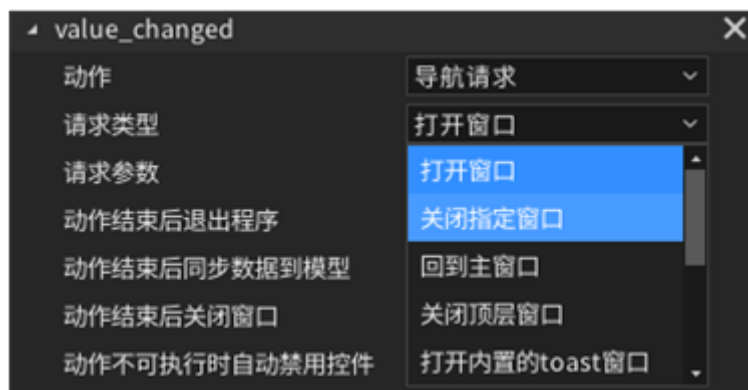 value_changed
动作 导航请求
请求类型 打开窗口
请求参数 打开窗口
动作结束后退出程序 关闭指定窗口
动作结束后同步数据到模型 回到主窗口
动作结束后关闭窗口 关闭顶层窗口
动作不可执行时自动禁用控件 打开内置的toast窗口